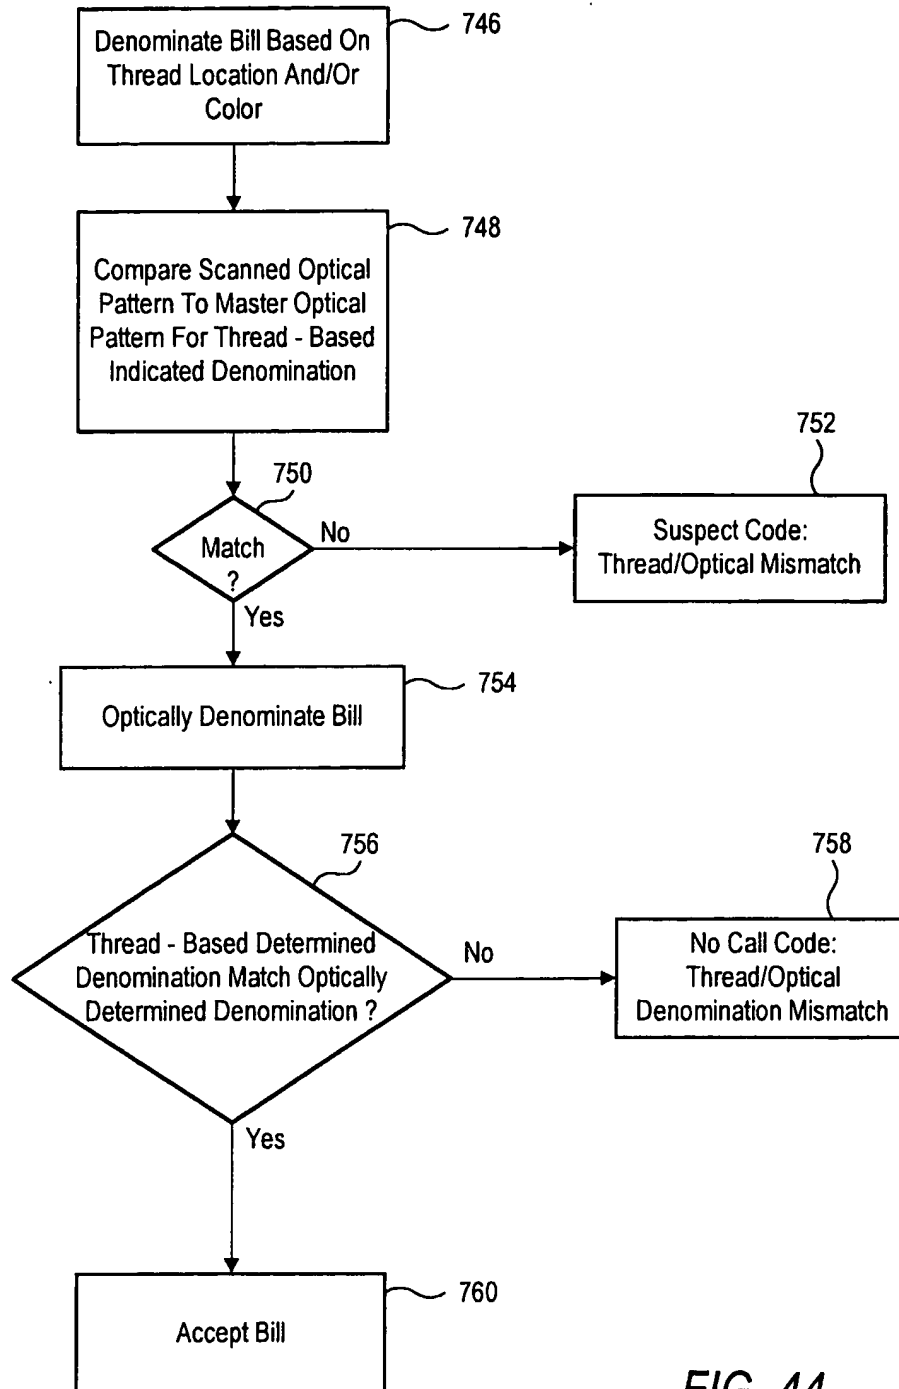 746
Denominate Bill Based On
Thread Location And/Or
Color
748
Compare Scanned Optical
Pattern To Master Optical
Pattern For Thread - Based
Indicated Denomination
752
750
Match
?
No
Suspect Code:
Thread/Optical Mismatch
Yes
754
Optically Denominate Bill
756
758
Thread - Based Determined
Denomination Match Optically
Determined Denomination ?
No
No Call Code:
Thread/Optical
Denomination Mismatch
Yes
760
Accept Bill
FIG. 44